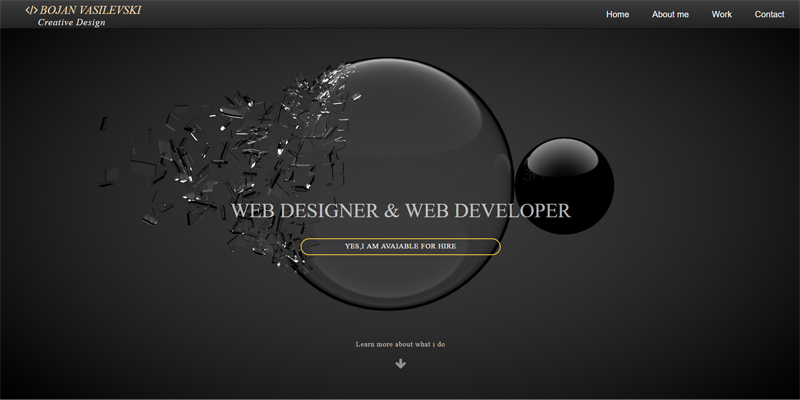 </> BOJAN VASILEVSKI
Creative Design
Home About me Work Contact
WEB DESIGNER & WEB DEVELOPER
YES,I AM AVAIABLE FOR HIRE
Learn more about what i do